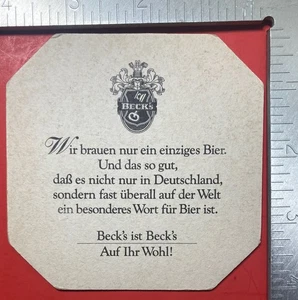 BECK'S
Wir brauen nur ein einziges Bier.
Und das so gut,
daß es nicht nur in Deutschland,
sondern fast überall auf der Welt
ein besonderes Wort für Bier ist.
Beck's ist Beck's
Auf Ihr Wohl!